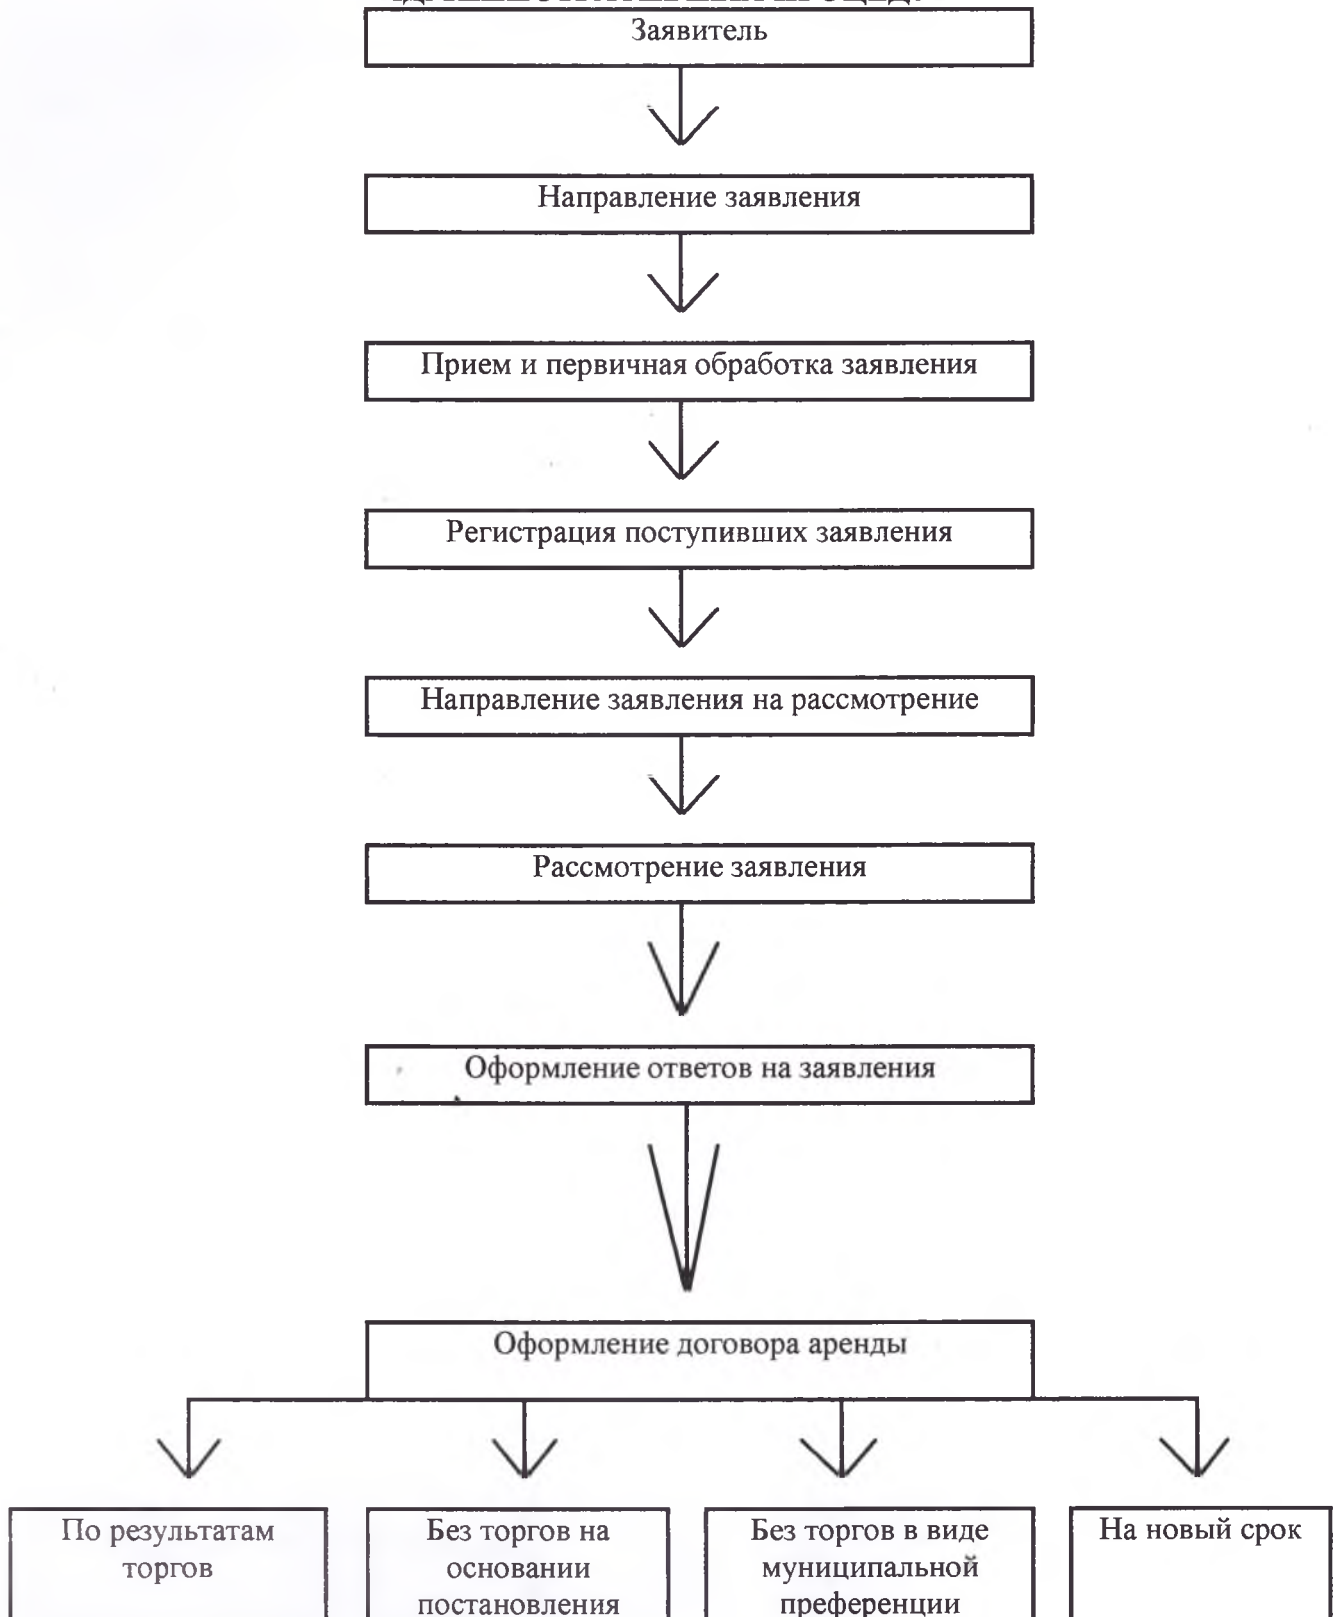 Заявитель
Направление заявления
Прием и первичная обработка заявления
Регистрация поступивших заявления
Направление заявления на рассмотрение
Рассмотрение заявления
Оформление ответов на заявления
Оформление договора аренды
По результатам
торгов
Без торгов на
основании
постановления
Без торгов в виде
муниципальной
преференции
На новый срок